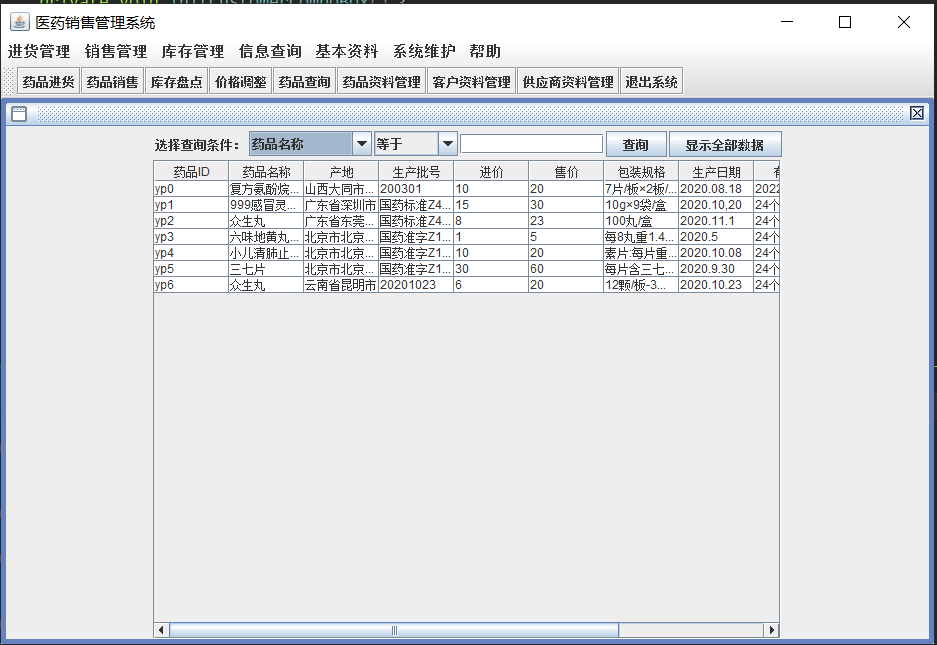 医药销售管理系统
进货管理 销售管理 库存管理 信息查询 基本资料 系统维护 帮助
药品进货 药品销售 库存盘点 价格调整 药品查询 药品资料管理 客户资料管理 供应商资料管理 退出系统
选择查询条件： 药品名称 等于 查询 显示全部数据
药品ID 药品名称 产地 生产批号 进价 售价 包装规格 生产日期 有
yp0 复方氨酚烷... 山西大同市... 200301 10 20 7片/板×2板/... 2020.08.18 2022
yp1 999感冒灵... 广东省深圳市 国药标准Z4... 15 30 10g×9袋/盒 2020.10,20 24个
yp2 众生丸 广东省东莞... 国药标准Z4... 8 23 100丸/盒 2020.11.1 24个
yp3 六味地黄丸... 北京市北京... 国药准字Z1... 1 5 每8丸重1.4... 2020.5 24个
yp4 小儿清肺止... 北京市北京... 国药准字Z1... 10 20 素片:每片重... 2020.10.08 24个
yp5 三七片 北京市北京... 国药准字Z1... 30 60 每片含三七... 2020.9.30 24个
yp6 众生丸 云南省昆明市 20201023 6 20 12颗/板-3... 2020.10.23 24个